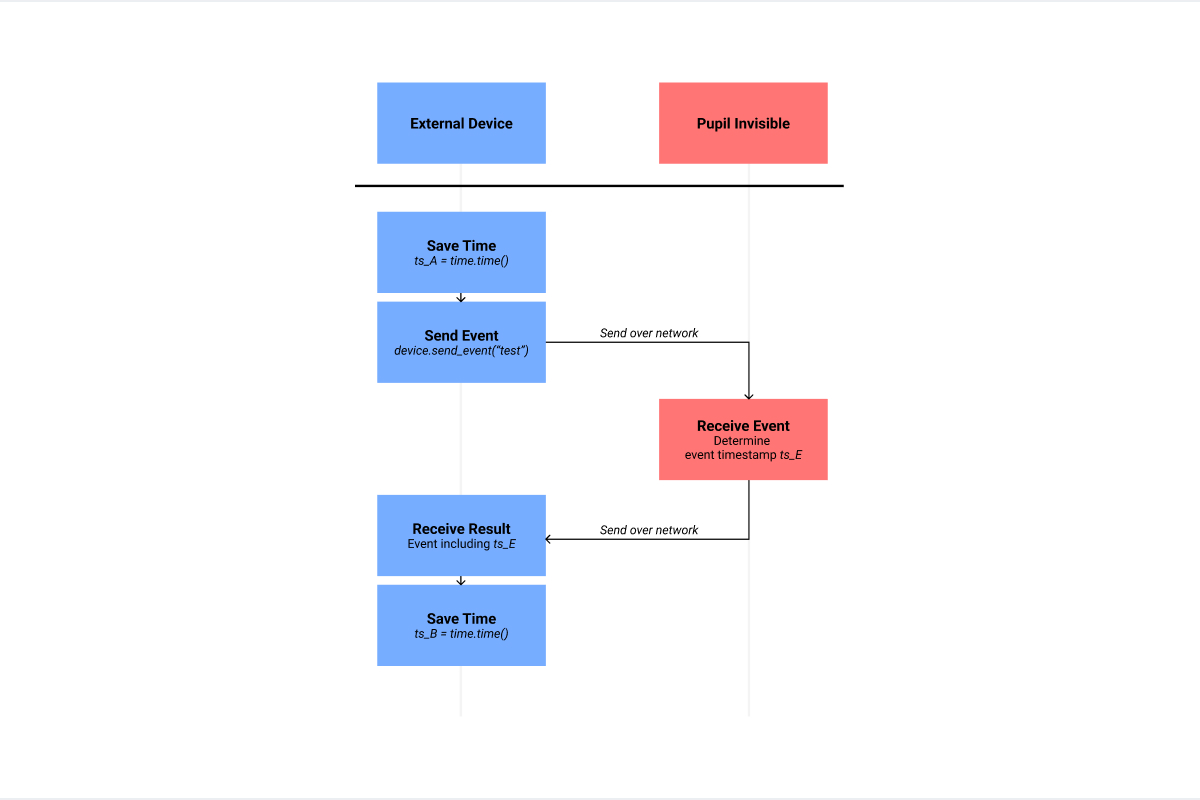 External Device
Pupil Invisible
Save Time
ts_A = time.time()
Send Event
device.send_event(“test”)
Send over network
Receive Event
Determine
event timestamp ts_E
Send over network
Receive Result
Event including ts_E
Save Time
ts_B = time.time()